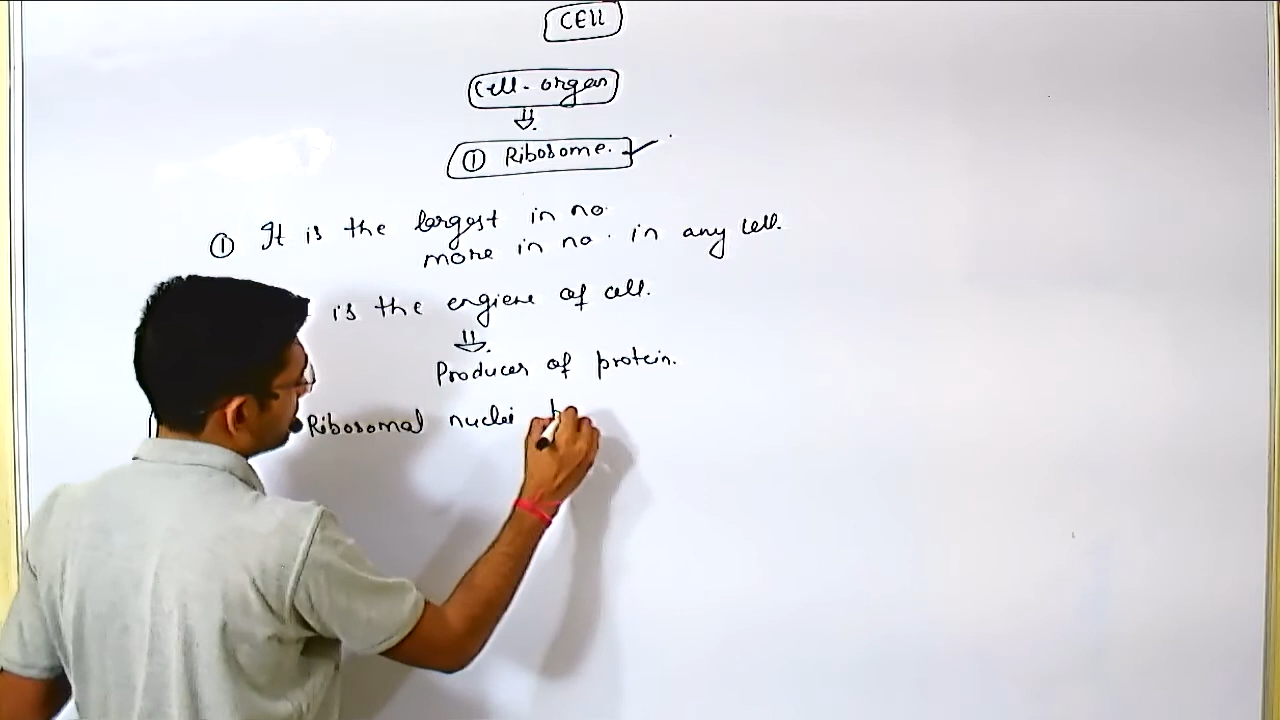 CELL
Cell-organ
① Ribosome.
① It is the largest in no.
more in no. in any cell.
is the engiene of cell.
Producer of protein.
Ribosomal nuclei